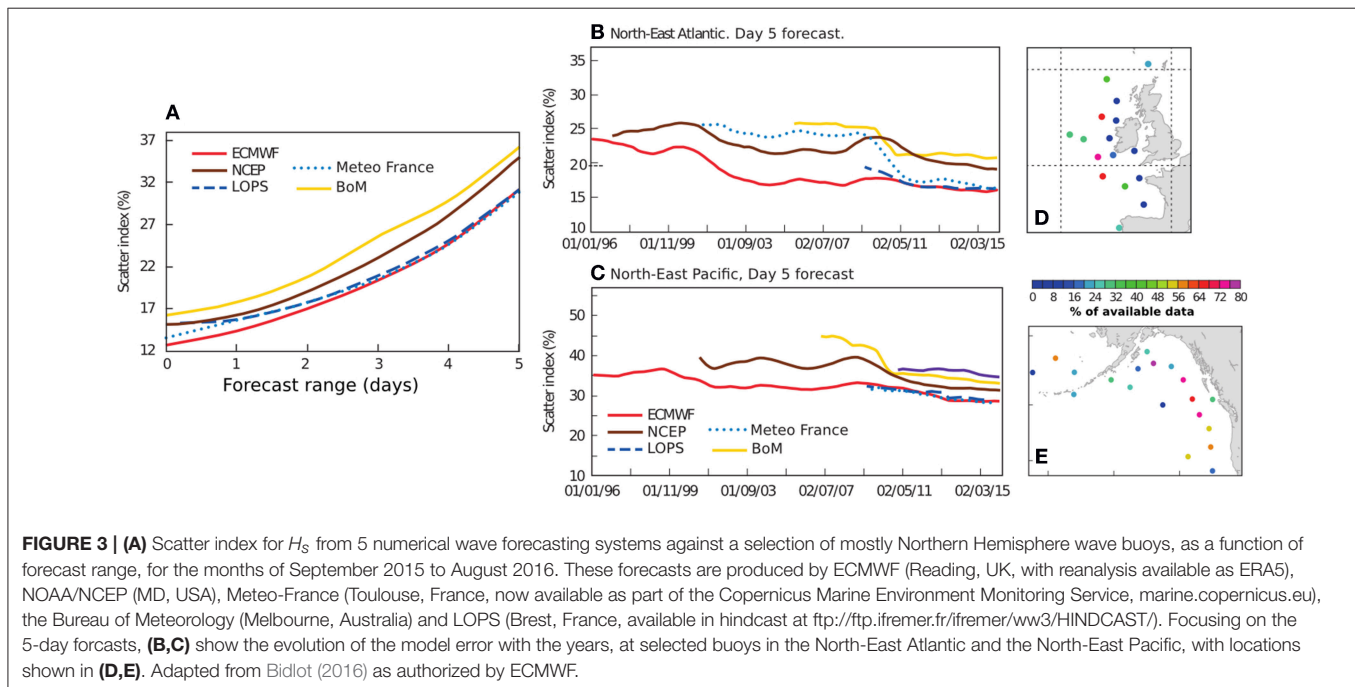 A
37
32
27
22
17
12
Scatter index (%)
ECMWF
NCEP
LOPS
Meteo France
BoM
0
1
2
3
4
5
Forecast range (days)
B North-East Atlantic. Day 5 forecast.
35
30
25
25
20
15
10
Scatter index (%)
01/01/96
01/11/99
01/09/03
02/07/07
02/05/11
02/03/15
C North-East Pacific, Day 5 forecast
50
45
40
35
30
25
10
Scatter index (%)
ECMWF
NCEP
LOPS
Meteo France
BoM
01/01/96
01/11/99
01/09/03
02/07/07
02/05/11
02/03/15
D
0 8 16 24 32 40 48 56 64 72 80
% of available data
E
FIGURE 3 | (A) Scatter index for HS from 5 numerical wave forecasting systems against a selection of mostly Northern Hemisphere wave buoys, as a function of
forecast range, for the months of September 2015 to August 2016. These forecasts are produced by ECMWF (Reading, UK, with reanalysis available as ERA5),
NOAA/NCEP (MD, USA), Meteo-France (Toulouse, France, now available as part of the Copernicus Marine Environment Monitoring Service, marine.copernicus.eu),
the Bureau of Meteorology (Melbourne, Australia) and LOPS (Brest, France, available in hindcast at ftp://ftp.ifremer.fr/ifremer/ww3/HINDCAST/). Focusing on the
5-day forcasts, (B,C) show the evolution of the model error with the years, at selected buoys in the North-East Atlantic and the North-East Pacific, with locations
shown in (D,E). Adapted from Bidlot (2016) as authorized by ECMWF.